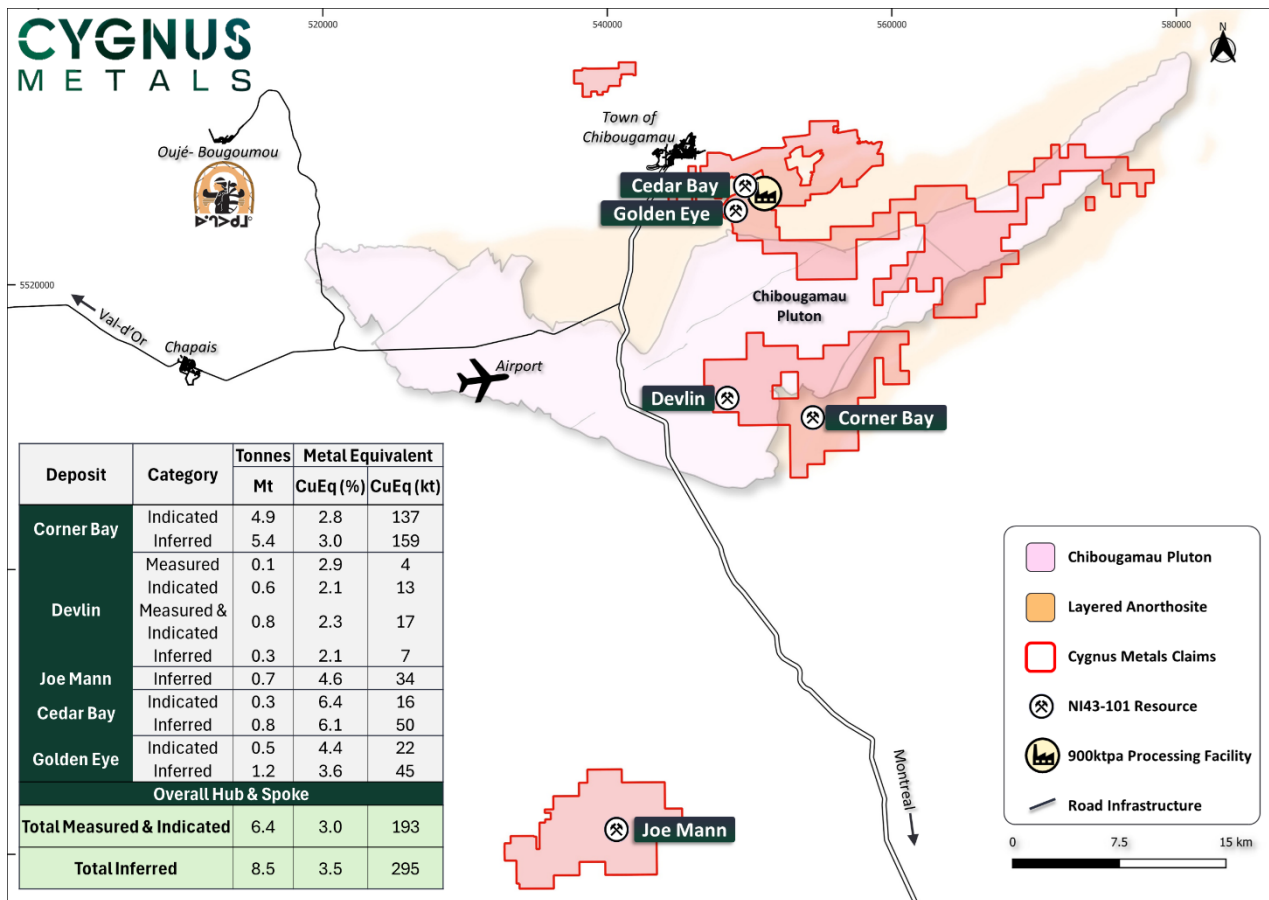 520000
540000
560000
580000
CYGNUS
METALS
N
Oujé- Bougoumou
Town of
Chibougamau
Cedar Bay
Golden Eye
5520000
Val-d'Or
Chapais
Airport
Chibougamau
Pluton
Devlin
Corner Bay
Deposit Category Tonnes Metal Equivalent
Mt CuEq (%) CuEq (kt)
Corner Bay
Indicated 4.9 2.8 137
Inferred 5.4 3.0 159
Devlin
Measured 0.1 2.9 4
Indicated 0.6 2.1 13
Measured &
Indicated 0.8 2.3 17
Inferred 0.3 2.1 7
Joe Mann Inferred 0.7 4.6 34
Cedar Bay
Indicated 0.3 6.4 16
Inferred 0.8 6.1 50
Golden Eye
Indicated 0.5 4.4 22
Inferred 1.2 3.6 45
Overall Hub & Spoke
Total Measured & Indicated 6.4 3.0 193
Total Inferred 8.5 3.5 295
Joe Mann
Montreal
Chibougamau Pluton
Layered Anorthosite
Cygnus Metals Claims
NI43-101 Resource
900ktpa Processing Facility
Road Infrastructure
0 7.5 15 km